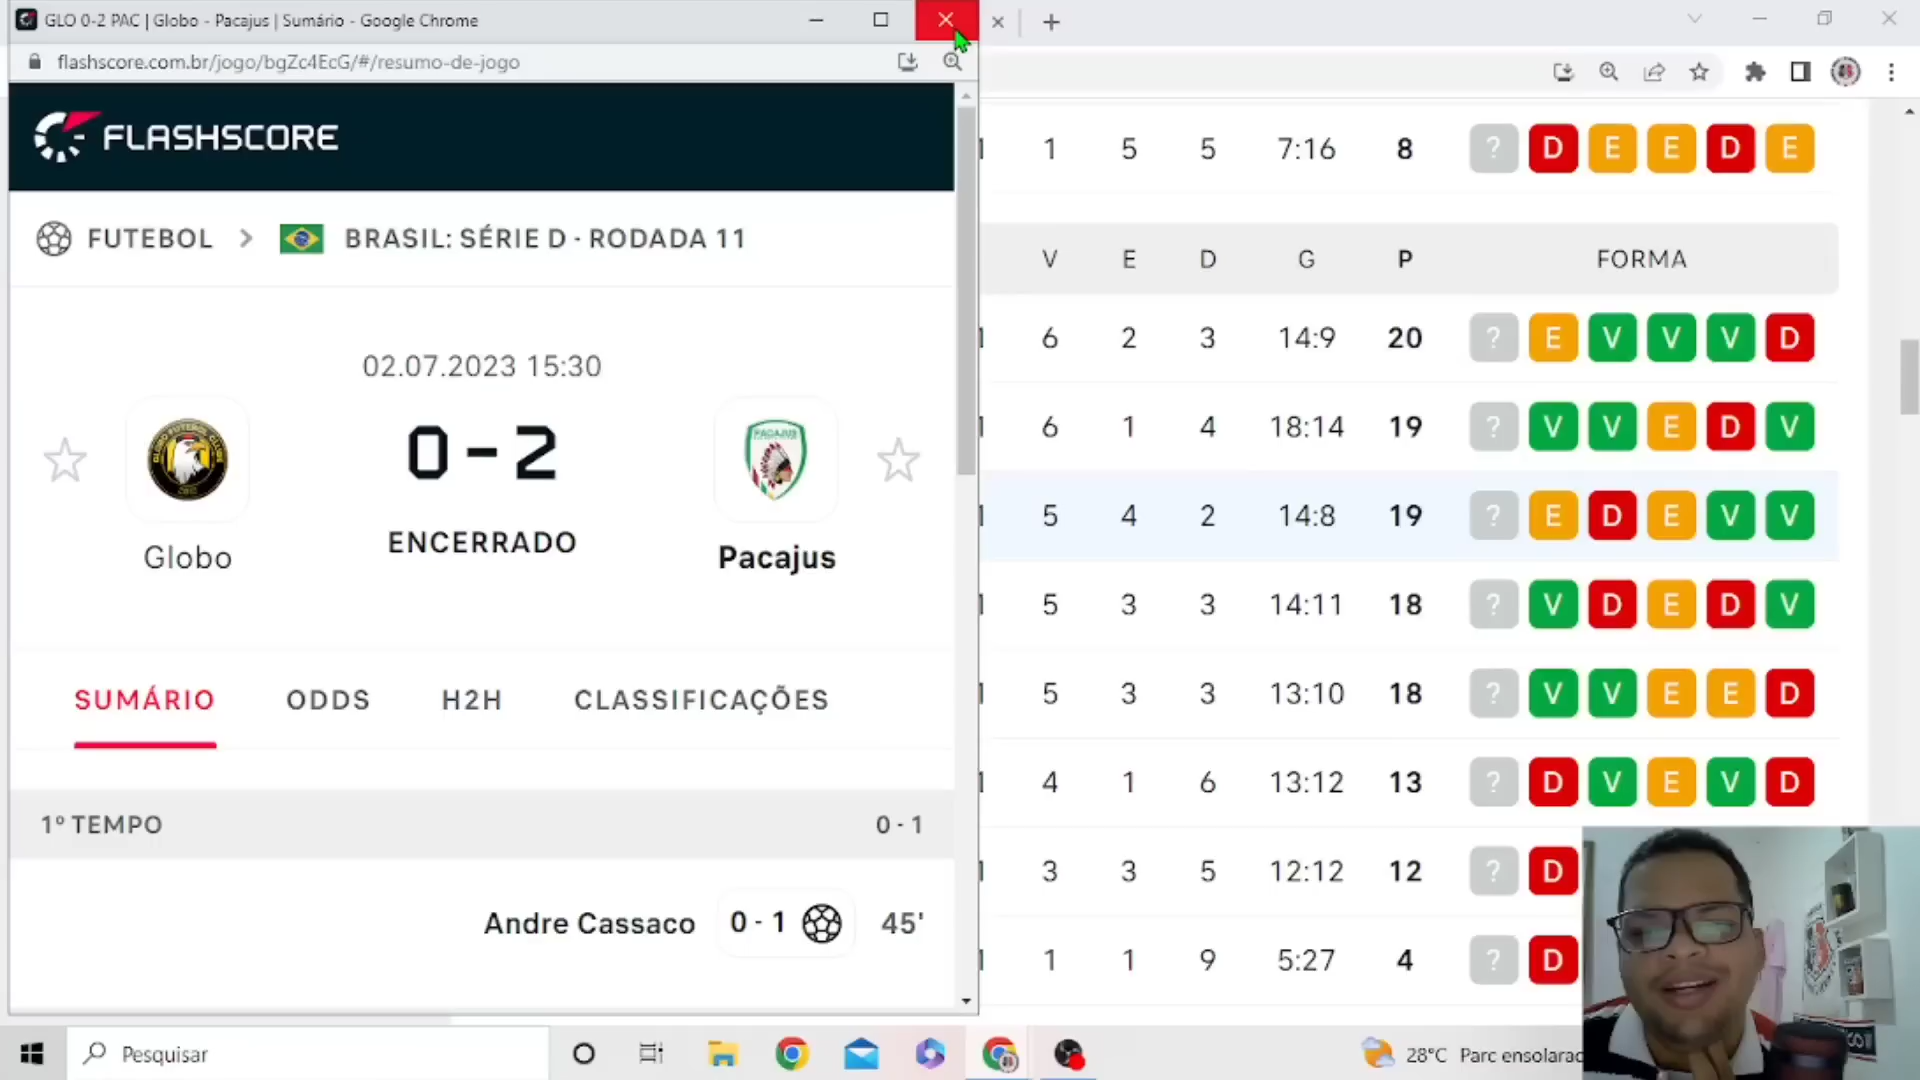 GLO 0-2 PAC | Globo - Pacajus | Sumário - Google Chrome
flashscore.com.br/jogo/bgZc4EcG/#/resumo-de-jogo
FLASHSCORE
FUTEBOL > BRASIL: SÉRIE D - RODADA 11
02.07.2023 15:30
0 - 2
ENCERRADO
Globo
Pacajus
SUMÁRIO ODDS H2H CLASSIFICAÇÕES
1º TEMPO 0 - 1
Andre Cassaco 0 - 1 45'
1 5 5 7:16 8 ? D E E D E
V E D G P FORMA
6 2 3 14:9 20 ? E V V V D
6 1 4 18:14 19 ? V V E D V
5 4 2 14:8 19 ? E D E V V
5 3 3 14:11 18 ? V D E D V
5 3 3 13:10 18 ? V V E E D
4 1 6 13:12 13 ? D V E V D
3 3 5 12:12 12 ? D
1 1 9 5:27 4 ? D
Pesquisar
28°C Parc ensolarad